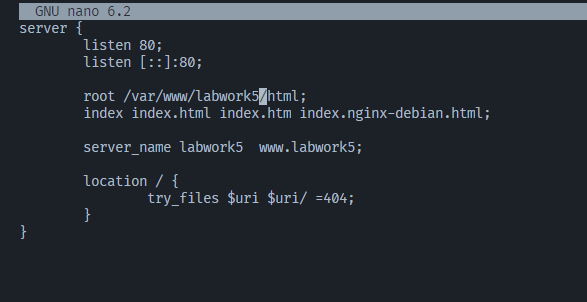 GNU nano 6.2
server {
listen 80;
listen [::]:80;
root /var/www/labwork5/html;
index index.html index.htm index.nginx-debian.html;
server_name labwork5  www.labwork5;
location / {
try_files $uri $uri/ =404;
}
}